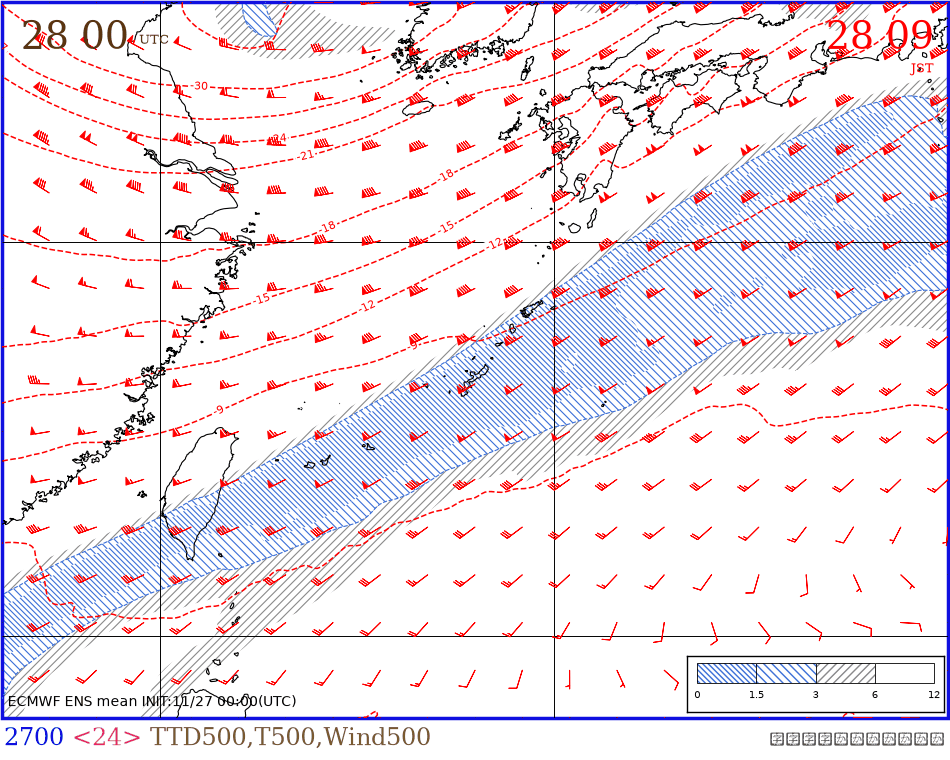 28 00 UTC
28 09
JST
-30
-24
-21
-18
-18
-15
-12
-15
-12
-9
-9
0 1.5 3 6 12
ECMWF ENS mean INIT:11/27 00:00(UTC)
2700 <24> TTD500,T500,Wind500